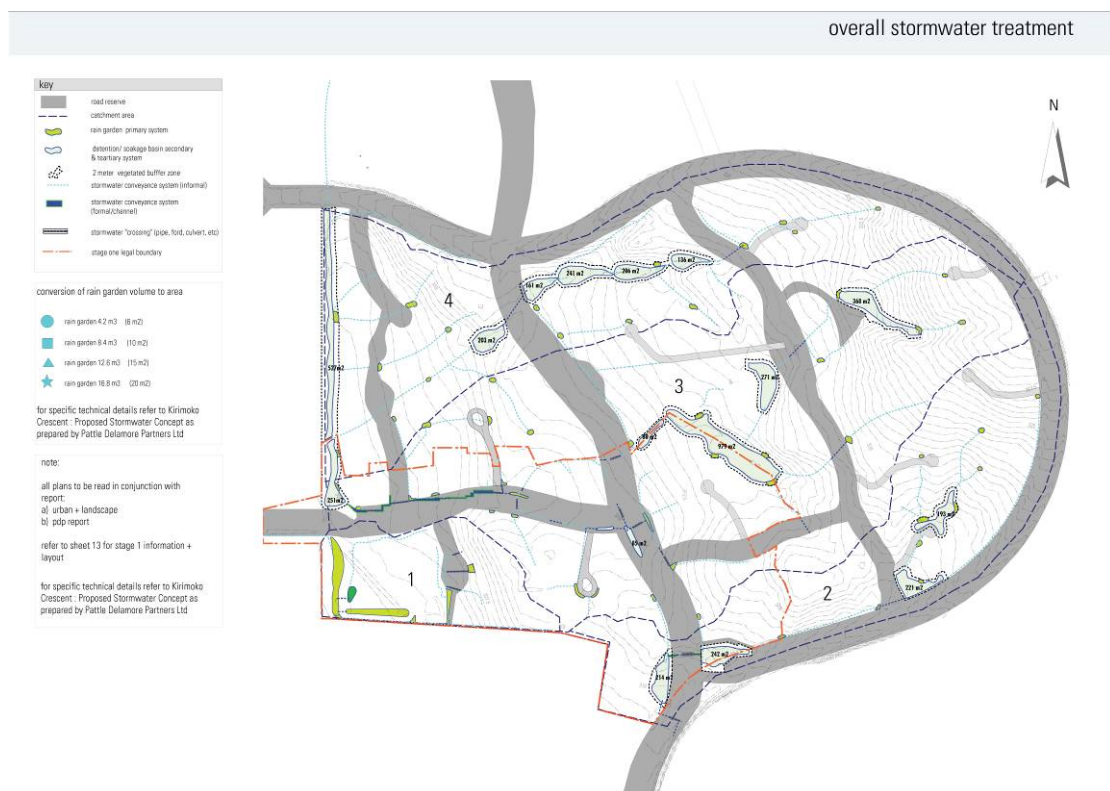 overall stormwater treatment
key
road reserve
catchment area
rain garden primary system
detention/ soakage basin secondary
& teartiary system
2 meter vegetated bufffer zone
stormwater conveyance system (informal)
stormwater conveyance system
(formal/channel)
stormwater "crossing" (pipe, ford, culvert, etc)
stage one legal boundary
conversion of rain garden volume to area
rain garden 4.2 m3 (6 m2)
rain garden 8.4 m3 (10 m2)
rain garden 12.6 m3 (15 m2)
rain garden 16.8 m3 (20 m2)
for specific technical details refer to Kirimoko
Crescent : Proposed Stormwater Concept as
prepared by Pattle Delamore Partners Ltd
note:
all plans to be read in conjunction with
report:
a) urban + landscape
b) pdp report
refer to sheet 13 for stage 1 information +
layout
for specific technical details refer to Kirimoko
Crescent : Proposed Stormwater Concept as
prepared by Pattle Delamore Partners Ltd
N
136 m2
206 m2
241 m2
161 m2
4
203 m2
360 m2
527m2
3
271 m2
979 m2
251m2
193 m2
1
2
221 m2
242 m2
214 m2